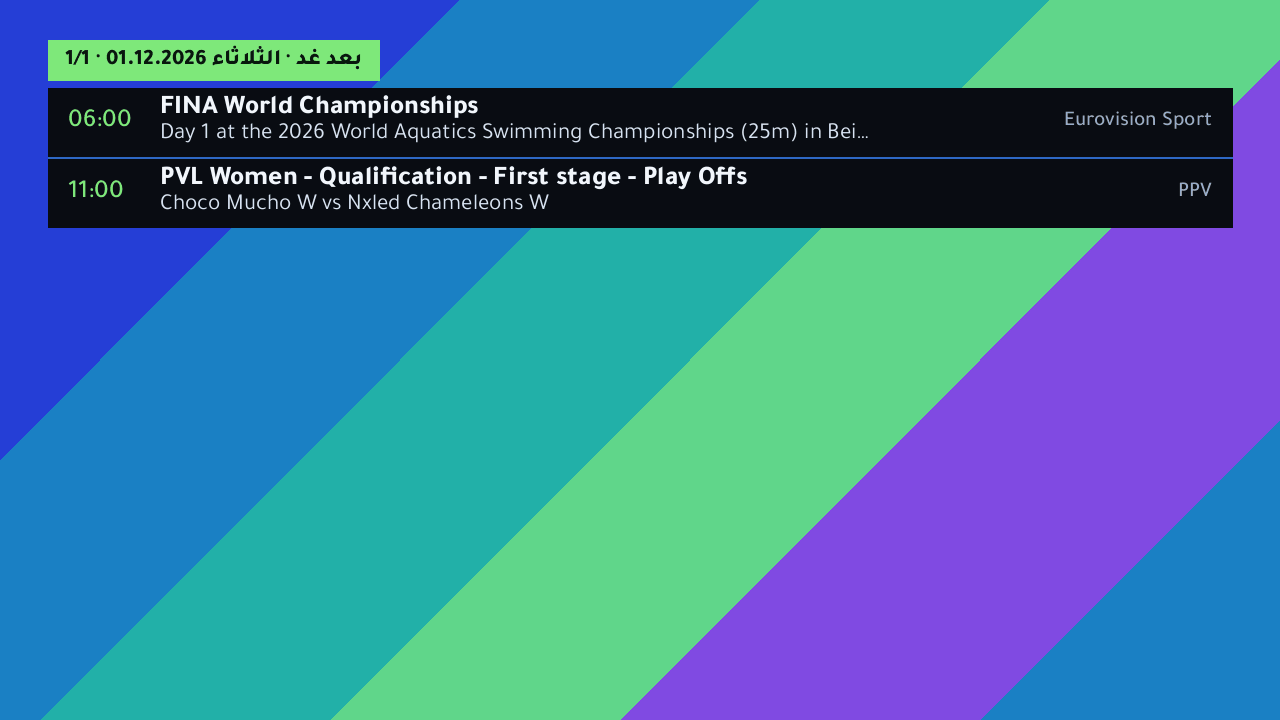 بعد غد · الثلاثاء 01.12.2026 · 1/1
06:00
FINA World Championships
Day 1 at the 2026 World Aquatics Swimming Championships (25m) in Bei…
Eurovision Sport
11:00
PVL Women - Qualification - First stage - Play Offs
Choco Mucho W vs Nxled Chameleons W
PPV